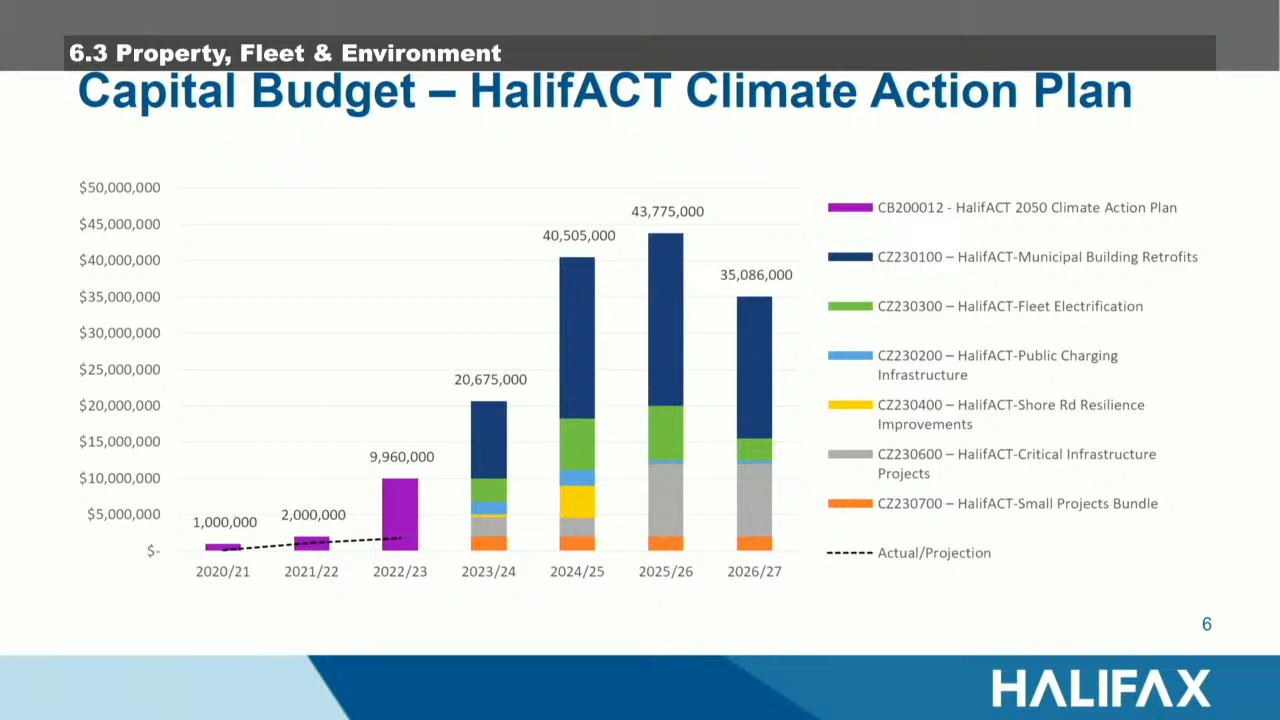 6.3 Property, Fleet & Environment
Capital Budget – HalifACT Climate Action Plan
$50,000,000
$45,000,000
$40,000,000
$35,000,000
$30,000,000
$25,000,000
$20,000,000
$15,000,000
$10,000,000
$5,000,000
$-
1,000,000
2,000,000
9,960,000
20,675,000
40,505,000
43,775,000
35,086,000
2020/21
2021/22
2022/23
2023/24
2024/25
2025/26
2026/27
CB200012 - HalifACT 2050 Climate Action Plan
CZ230100 – HalifACT-Municipal Building Retrofits
CZ230300 – HalifACT-Fleet Electrification
CZ230200 – HalifACT-Public Charging
Infrastructure
CZ230400 – HalifACT-Shore Rd Resilience
Improvements
CZ230600 – HalifACT-Critical Infrastructure
Projects
CZ230700 – HalifACT-Small Projects Bundle
Actual/Projection
6
HALIFAX